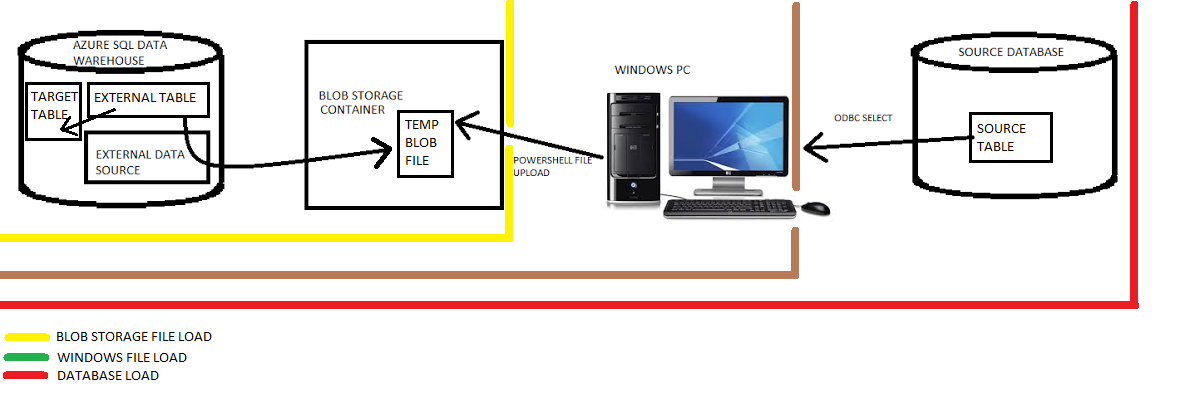 AZURE SQL DATA
WAREHOUSE
TARGET
TABLE
EXTERNAL TABLE
EXTERNAL DATA
SOURCE
BLOB STORAGE
CONTAINER
TEMP
BLOB
FILE
POWERSHELL FILE
UPLOAD
WINDOWS PC
ODBC SELECT
SOURCE DATABASE
SOURCE
TABLE
BLOB STORAGE FILE LOAD
WINDOWS FILE LOAD
DATABASE LOAD